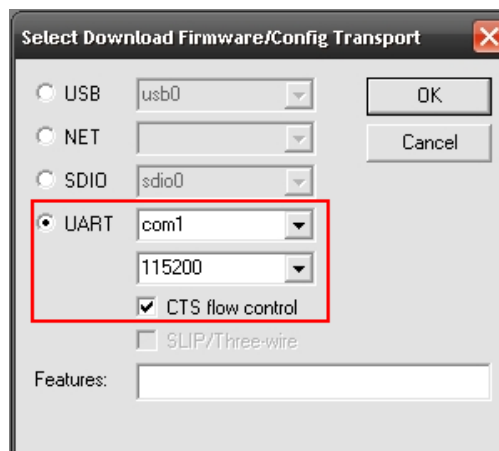 Select Download Firmware/Config Transport
USB usb0 OK
NET Cancel
SDIO sdio0
UART com1
115200
CTS flow control
SLIP/Three-wire
Features: